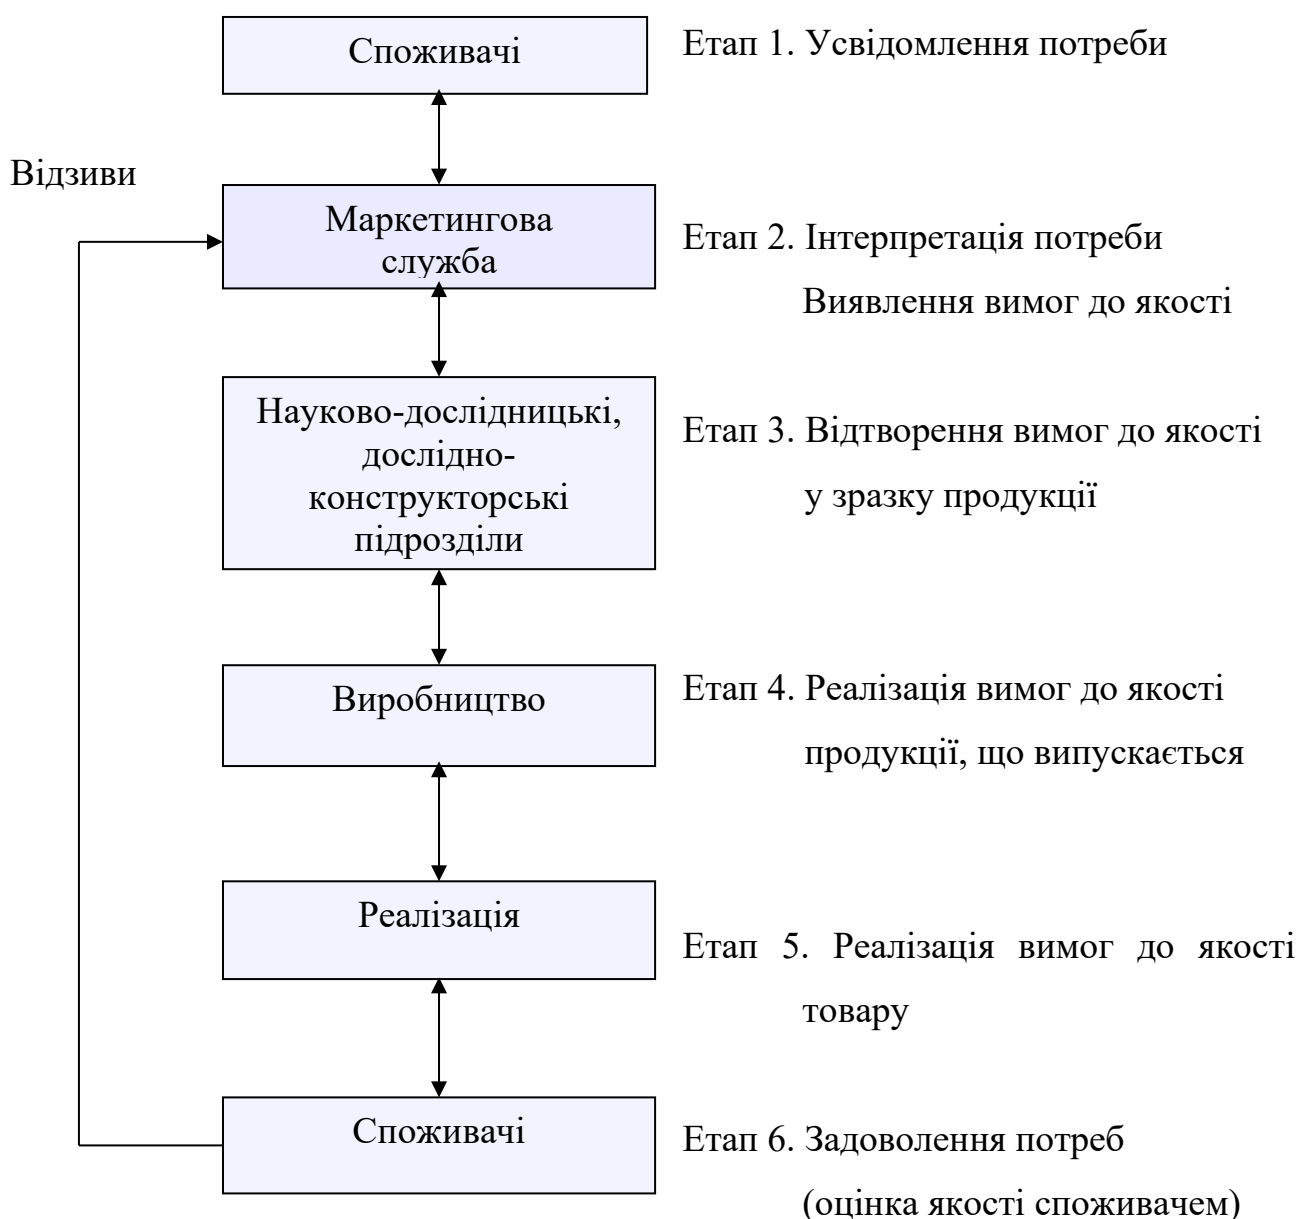 Споживачі
Етап 1. Усвідомлення потреби
Відзиви
Маркетингова
служба
Етап 2. Інтерпретація потреби
Виявлення вимог до якості
Науково-дослідницькі,
дослідно-
конструкторські
підрозділи
Етап 3. Відтворення вимог до якості
у зразку продукції
Виробництво
Етап 4. Реалізація вимог до якості
продукції, що випускається
Реалізація
Етап 5. Реалізація вимог до якості
товару
Споживачі
Етап 6. Задоволення потреб
(оцінка якості споживачем)